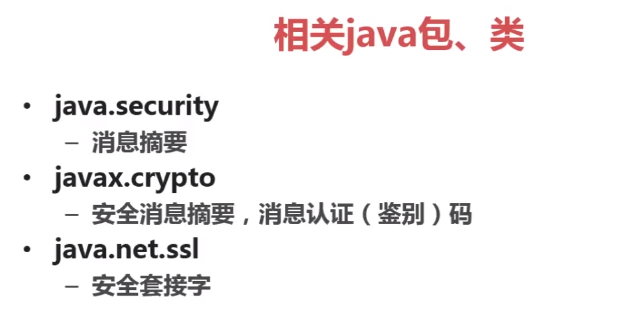 相关java包、类
• java.security
– 消息摘要
• javax.crypto
– 安全消息摘要，消息认证（鉴别）码
• java.net.ssl
– 安全套接字